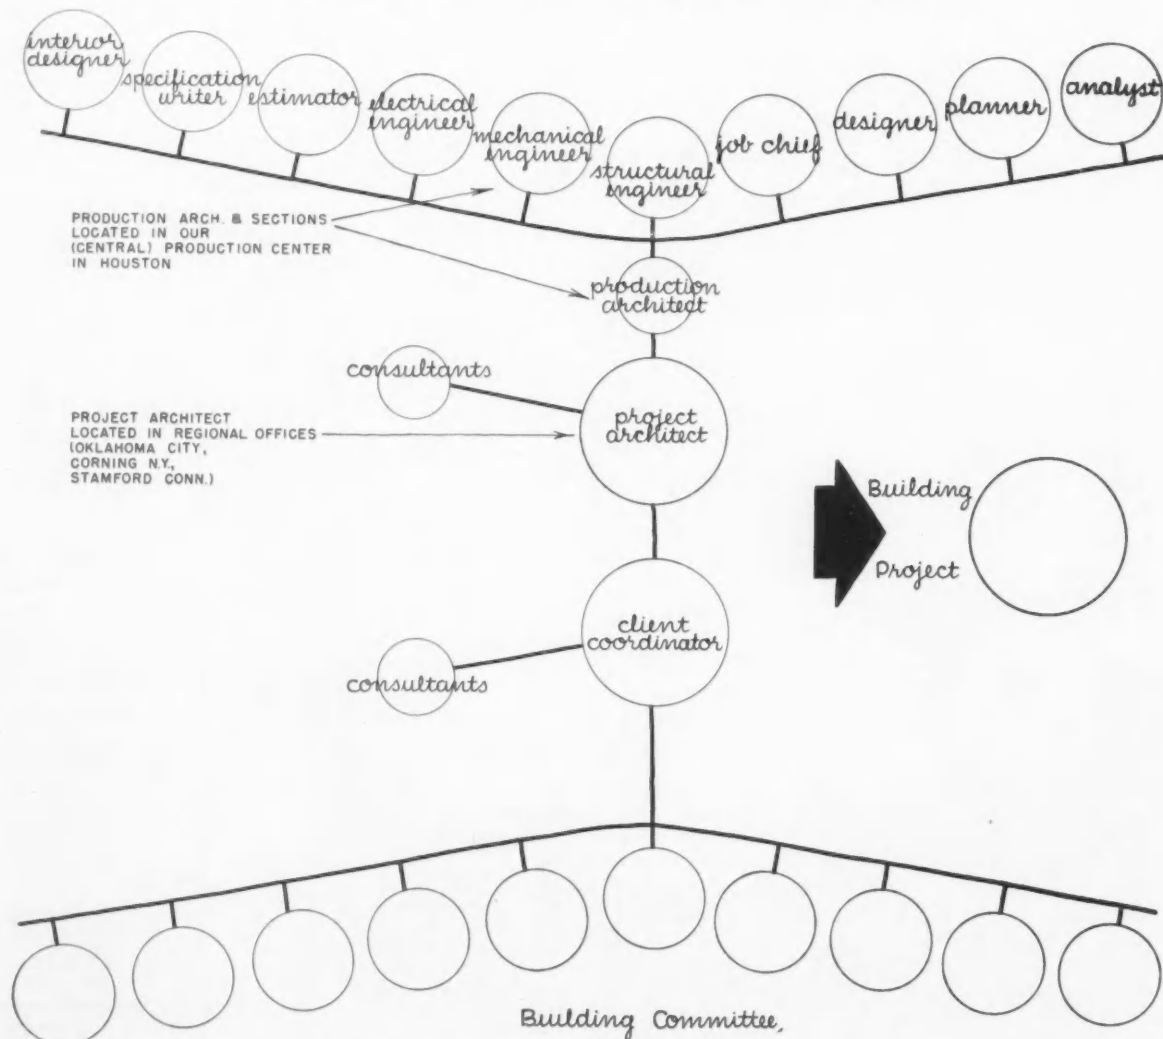 interior
designer
specification
writer
estimator
electrical
engineer
mechanical
engineer
structural
engineer
job chief
designer
planner
analyst
PRODUCTION ARCH. & SECTIONS
LOCATED IN OUR
(CENTRAL) PRODUCTION CENTER
IN HOUSTON
production
architect
consultants
PROJECT ARCHITECT
LOCATED IN REGIONAL OFFICES
(OKLAHOMA CITY,
CORNING N.Y.,
STAMFORD CONN.)
project
architect
Building
Project
client
coordinator
consultants
Building Committee,